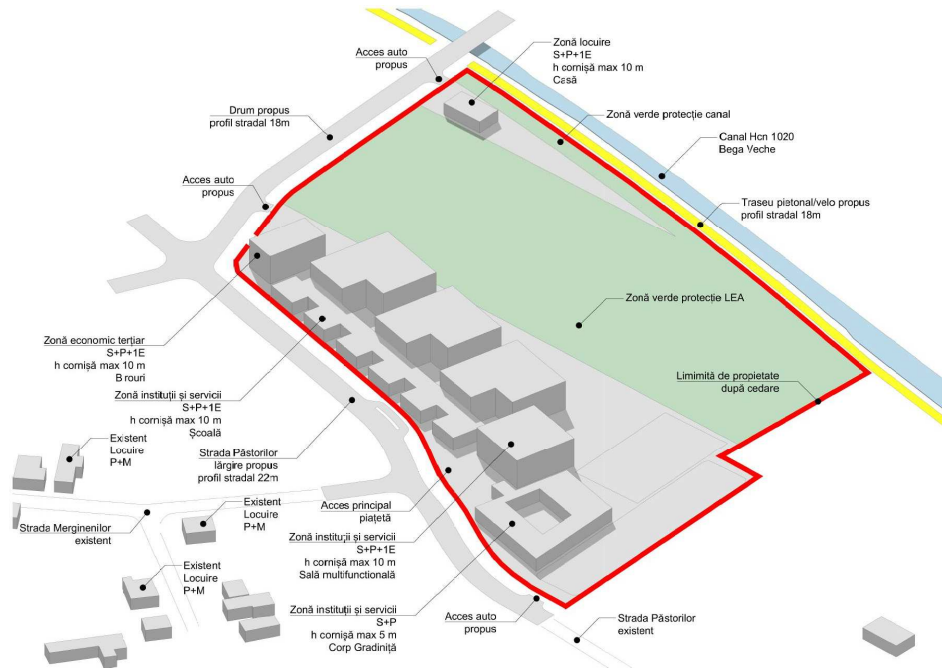 Zonă locuire
S+P+1E
h cornișă max 10 m
Casă
Acces auto
propus
Drum propus
profil stradal 18m
Zonă verde protecție canal
Canal Hcn 1020
Bega Veche
Acces auto
propus
Traseu pietonal/velo propus
profil stradal 18m
Zonă verde protecție LEA
Zonă economic terțiar
S+P+1E
h cornișă max 10 m
B rouri
Limimită de propietate
după cedare
Zonă instituții și servicii
S+P+1E
h cornișă max 10 m
Școală
Existent
Locuire
P+M
Strada Păstorilor
lărgire propus
profil stradal 22m
Acces principal
piațetă
Existent
Locuire
P+M
Strada Merginenilor
existent
Zonă instituții și servicii
S+P+1E
h cornișă max 10 m
Sală multifunctională
Existent
Locuire
P+M
Zonă instituții și servicii
S+P
h cornișă max 5 m
Corp Gradiniță
Acces auto
propus
Strada Păstorilor
existent